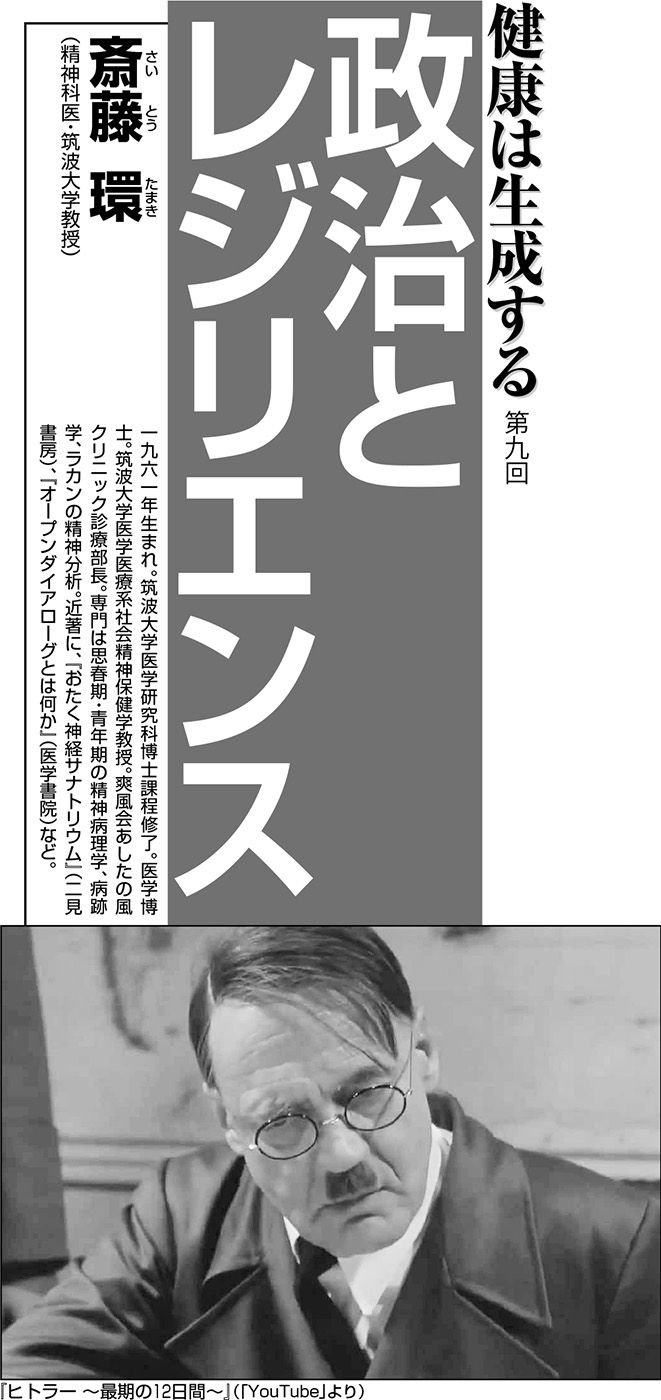 健康は生成する 第九回
政治と
レジリエンス
斎藤 環
さい とう たまき
(精神科医・筑波大学教授)
一九六一年生まれ。筑波大学医学研究科博士課程修了。医学博
士。筑波大学医学医療系社会精神保健学教授。爽風会あしたの風
クリニック診療部長。専門は思春期・青年期の精神病理学、病跡
学、ラカンの精神分析。近著に、『おたく神経サナトリウム』(二見
書房)、『オープンダイアローグとは何か』(医学書院)など。
『ヒトラー ~最期の12日間~』(「YouTube」より)